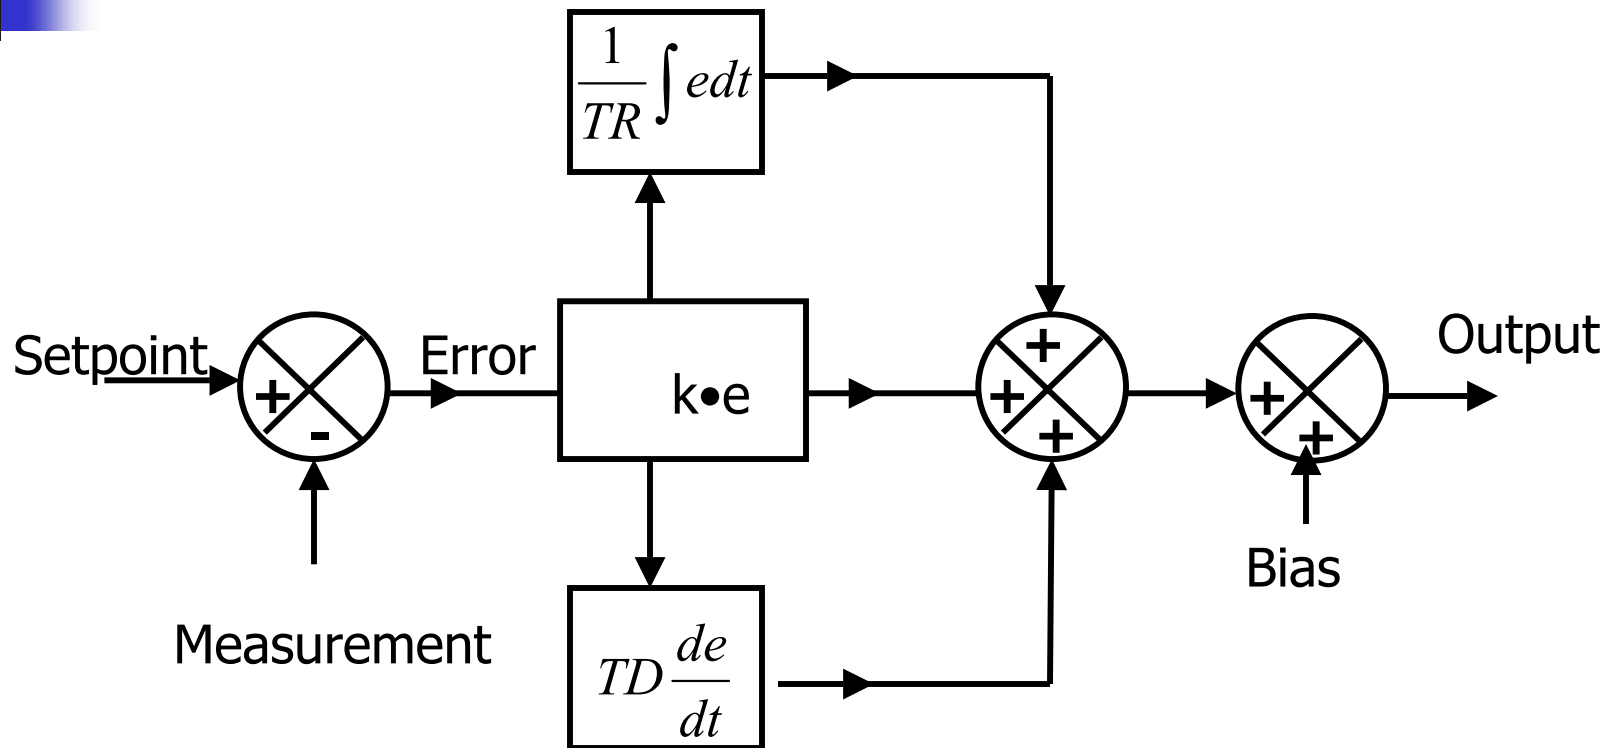 1/TR ∫ edt
Setpoint
+
-
Error
k•e
+
+
+
+
+
Output
Measurement
Bias
TD de/dt